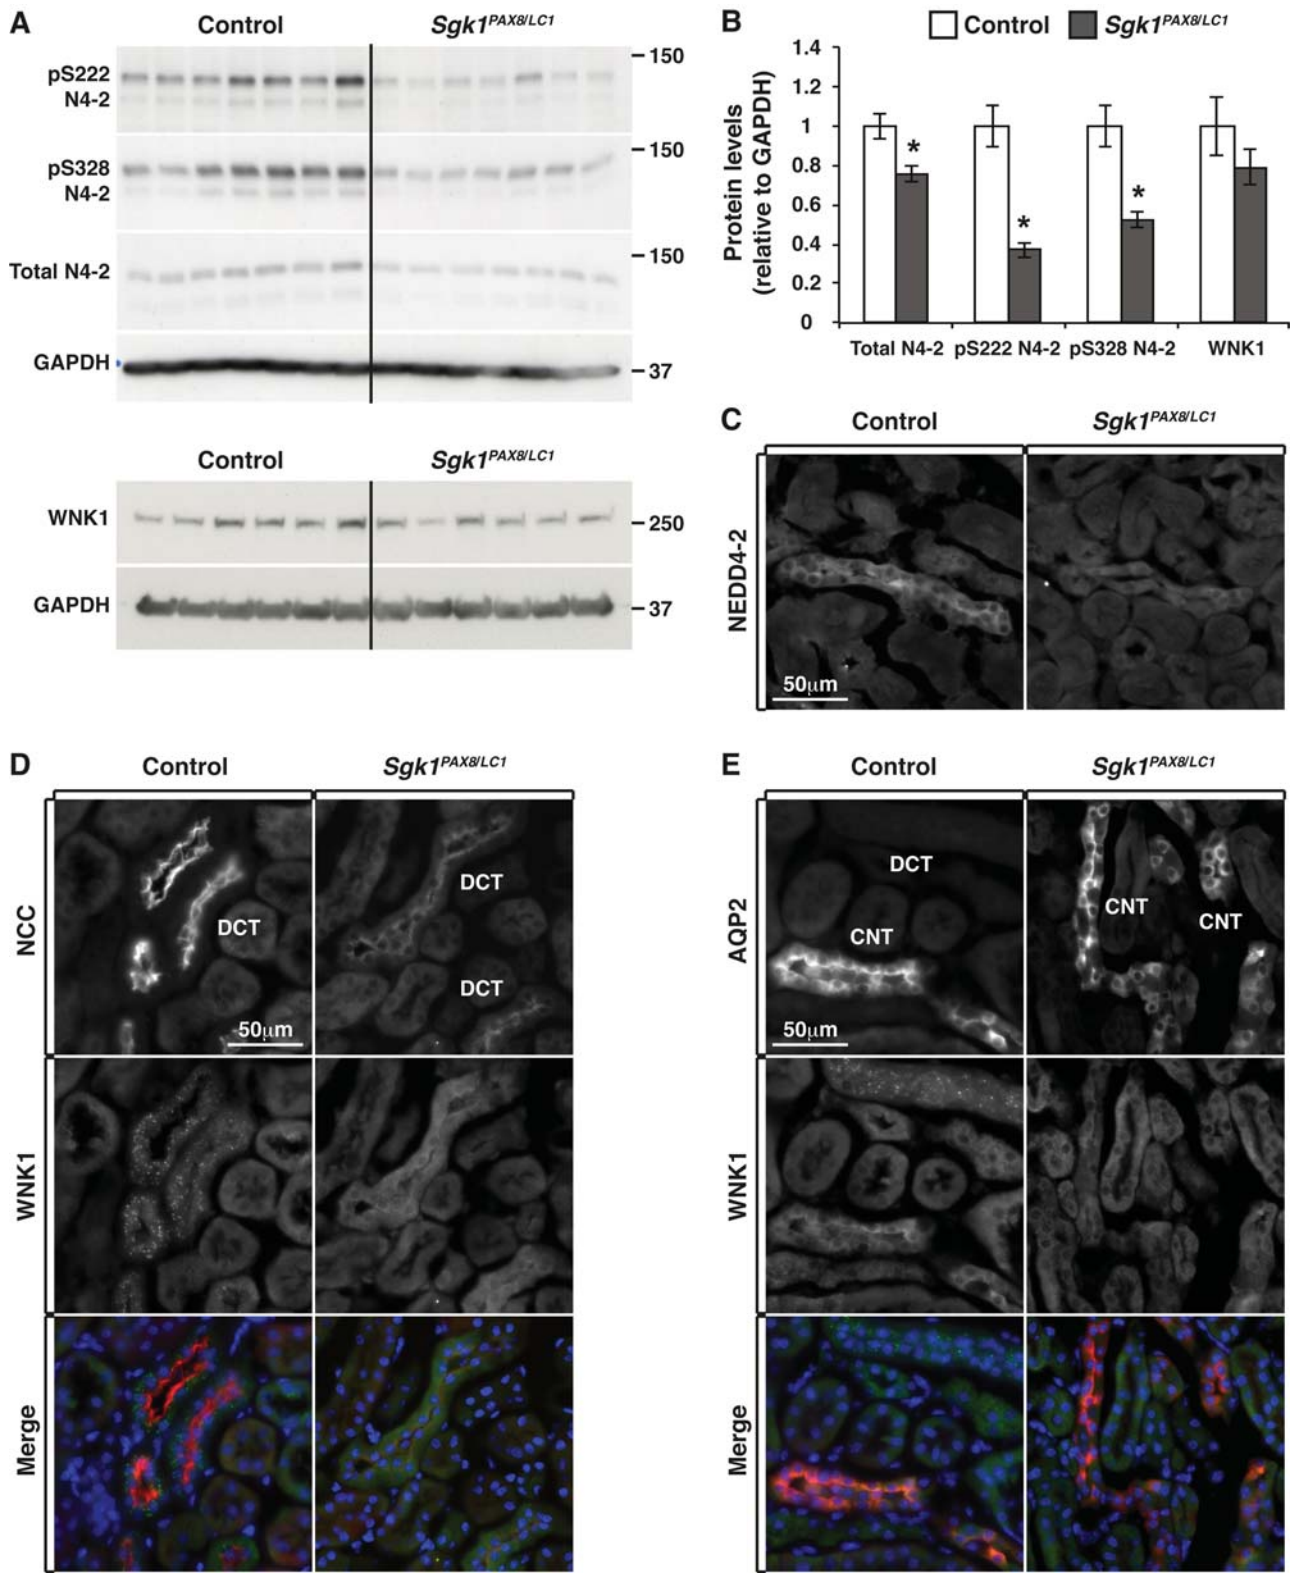 A
Control
Sgk1PAX8/LC1
pS222
N4-2
150
pS328
N4-2
150
Total N4-2
150
GAPDH
37
Control
Sgk1PAX8/LC1
WNK1
250
GAPDH
37
B
Control
Sgk1PAX8/LC1
Protein levels
(relative to GAPDH)
1.4
1.2
1
0.8
0.6
0.4
0.2
0
*
*
*
Total N4-2
pS222 N4-2
pS328 N4-2
WNK1
C
Control
Sgk1PAX8/LC1
NEDD4-2
50μm
D
Control
Sgk1PAX8/LC1
NCC
DCT
50μm
DCT
DCT
WNK1
Merge
E
Control
Sgk1PAX8/LC1
AQP2
DCT
CNT
50μm
CNT
CNT
WNK1
Merge